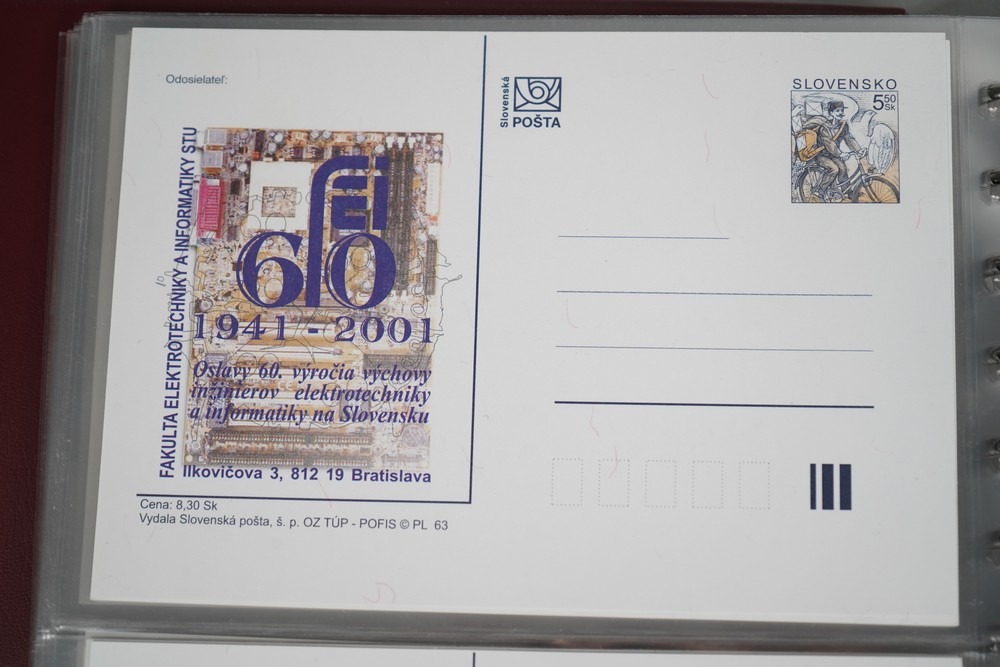 Odosielateľ:
FAKULTA ELEKTROTECHNIKY A INFORMATIKY STU
FEI
60
1941 - 2001
Oslavy 60. výročia výchovy
inžinierov elektrotechniky
a informatiky na Slovensku
Ilkovičova 3, 812 19 Bratislava
Cena: 8,30 Sk
Vydala Slovenská pošta, š. p. OZ TÚP - POFIS © PL 63
Slovenská
POŠTA
SLOVENSKO
5 50
Sk